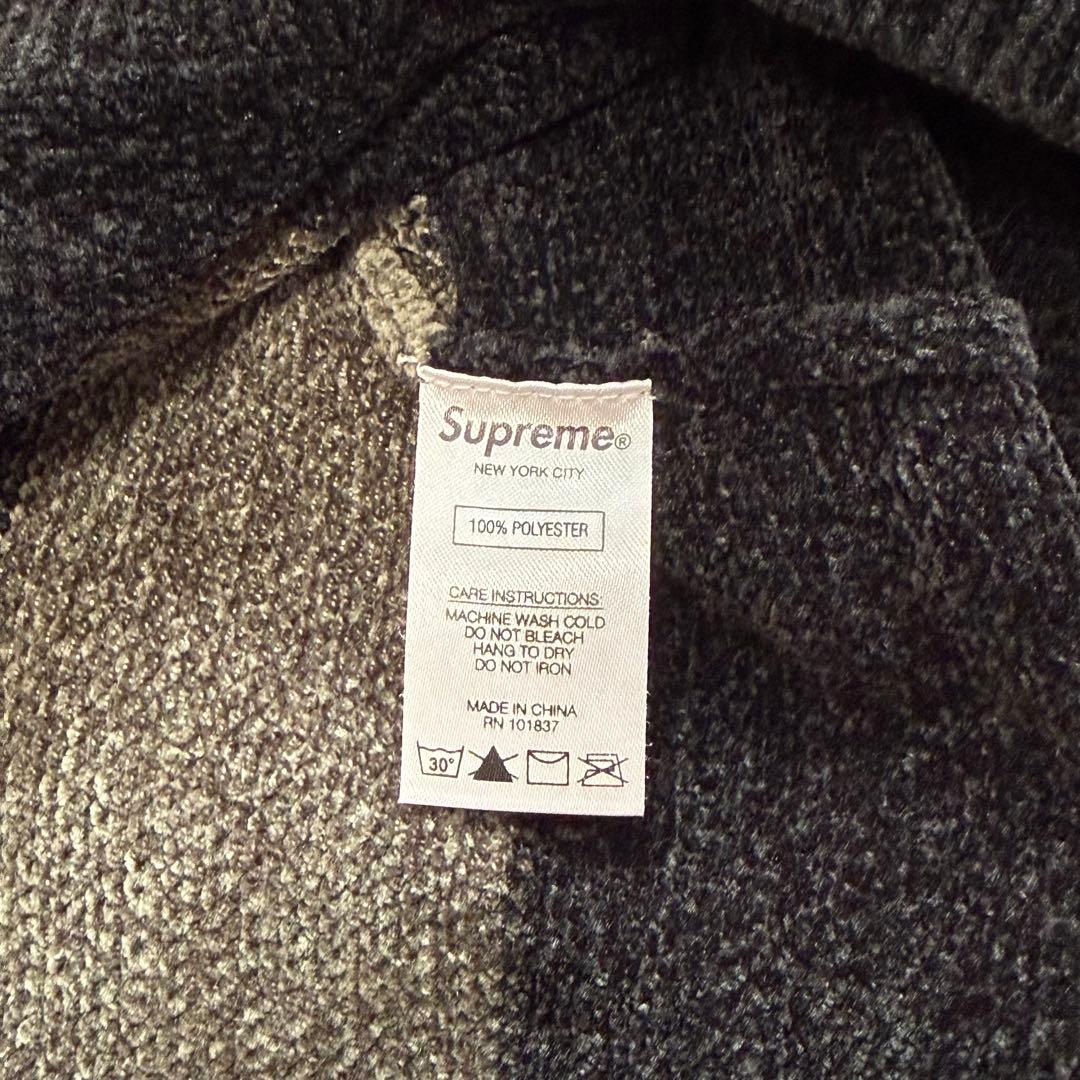 Supreme®
NEW YORK CITY
100% POLYESTER
CARE INSTRUCTIONS:
MACHINE WASH COLD
DO NOT BLEACH
HANG TO DRY
DO NOT IRON
MADE IN CHINA
RN 101837
30°